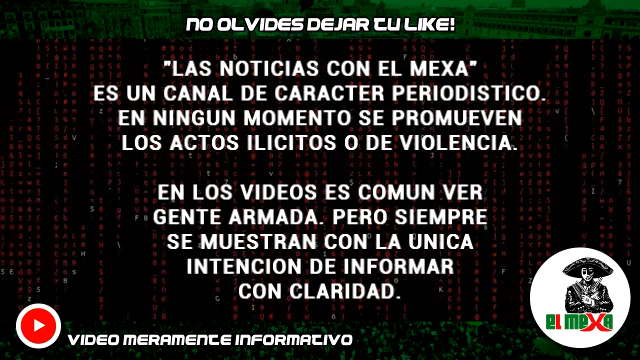 NO OLVIDES DEJAR TU LIKE!
"LAS NOTICIAS CON EL MEXA"
ES UN CANAL DE CARACTER PERIODISTICO.
EN NINGUN MOMENTO SE PROMUEVEN
LOS ACTOS ILICITOS O DE VIOLENCIA.
EN LOS VIDEOS ES COMUN VER
GENTE ARMADA. PERO SIEMPRE
SE MUESTRAN CON LA UNICA
INTENCION DE INFORMAR
CON CLARIDAD.
EL MEXA
VIDEO MERAMENTE INFORMATIVO